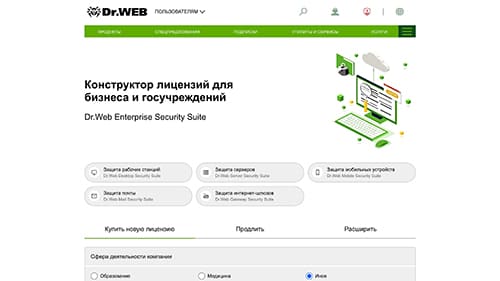 Dr.WEB
ПОЛЬЗОВАТЕЛЯМ
ПРОДУКТЫ СПЕЦПРЕДЛОЖЕНИЯ ПОДПИСКИ УТИЛИТЫ И СЕРВИСЫ УСЛУГИ
Конструктор лицензий для
бизнеса и госучреждений
Dr.Web Enterprise Security Suite
Защита рабочих станций
Dr.Web Desktop Security Suite
Защита серверов
Dr.Web Server Security Suite
Защита мобильных устройств
Dr.Web Mobile Security Suite
Защита почты
Dr.Web Mail Security Suite
Защита интернет-шлюзов
Dr.Web Gateway Security Suite
Купить новую лицензию Продлить Расширить
Сфера деятельности компании
Образование Медицина Иное